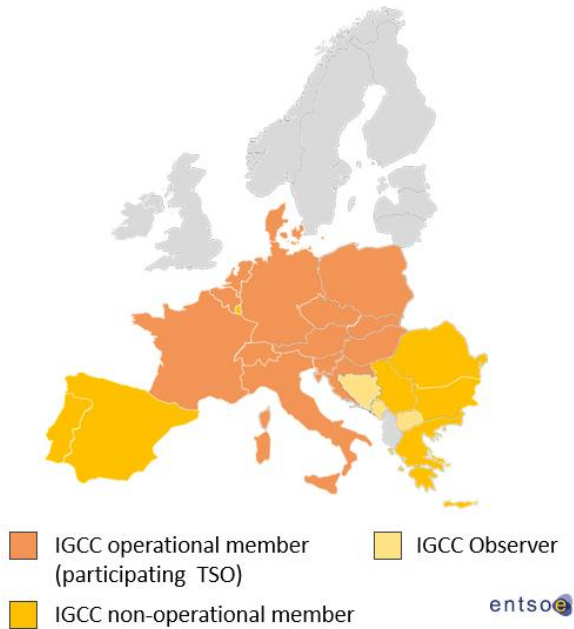 IGCC operational member
(participating TSO)
IGCC Observer
IGCC non-operational member
entsoe